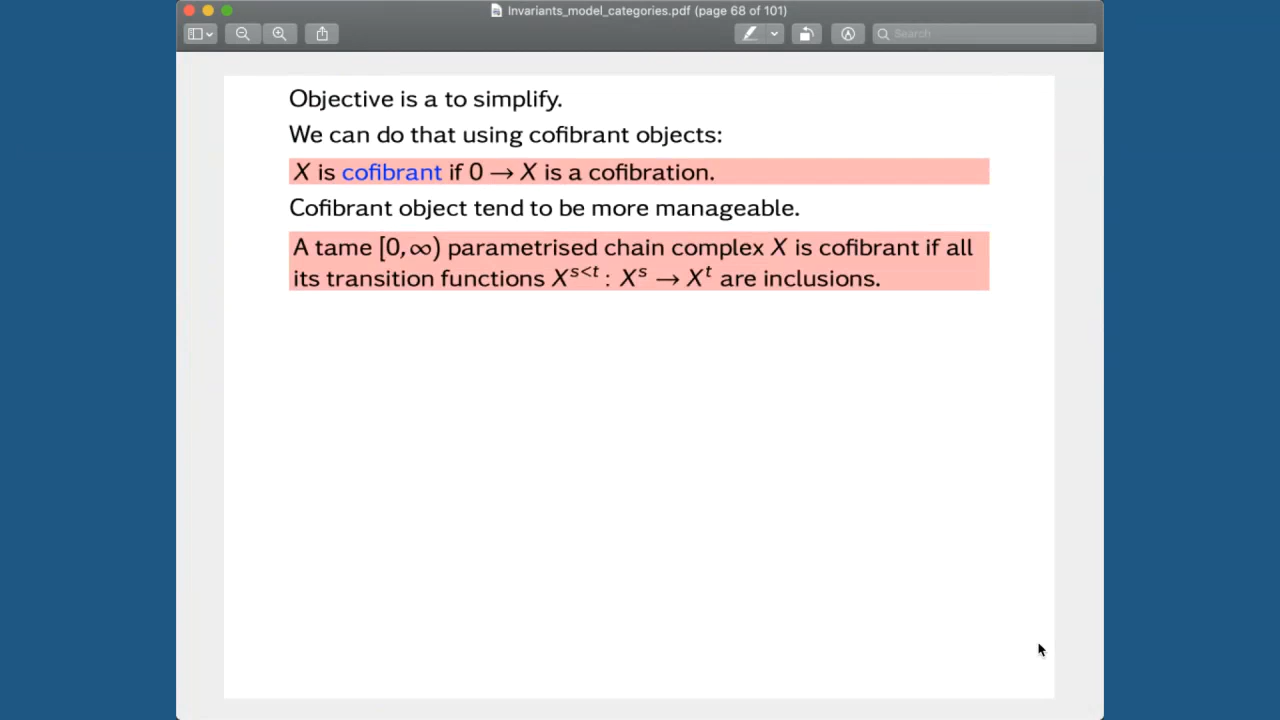 Invariants_model_categories.pdf (page 68 of 101)
Search
Objective is a to simplify.
We can do that using cofibrant objects:
X is cofibrant if 0 → X is a cofibration.
Cofibrant object tend to be more manageable.
A tame [0, ∞) parametrised chain complex X is cofibrant if all
its transition functions X^{s<t} : X^s → X^t are inclusions.